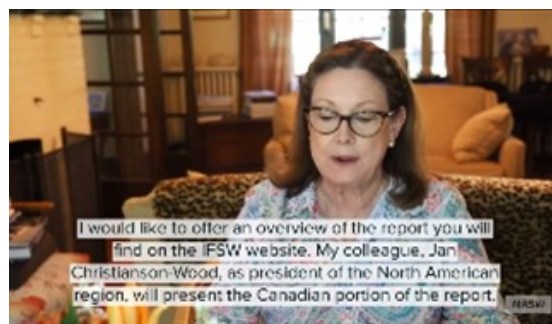 I would like to offer an overview of the report you will
find on the IFSW website. My colleague, Jan
Christianson-Wood, as president of the North American
region, will present the Canadian portion of the report.
NASW